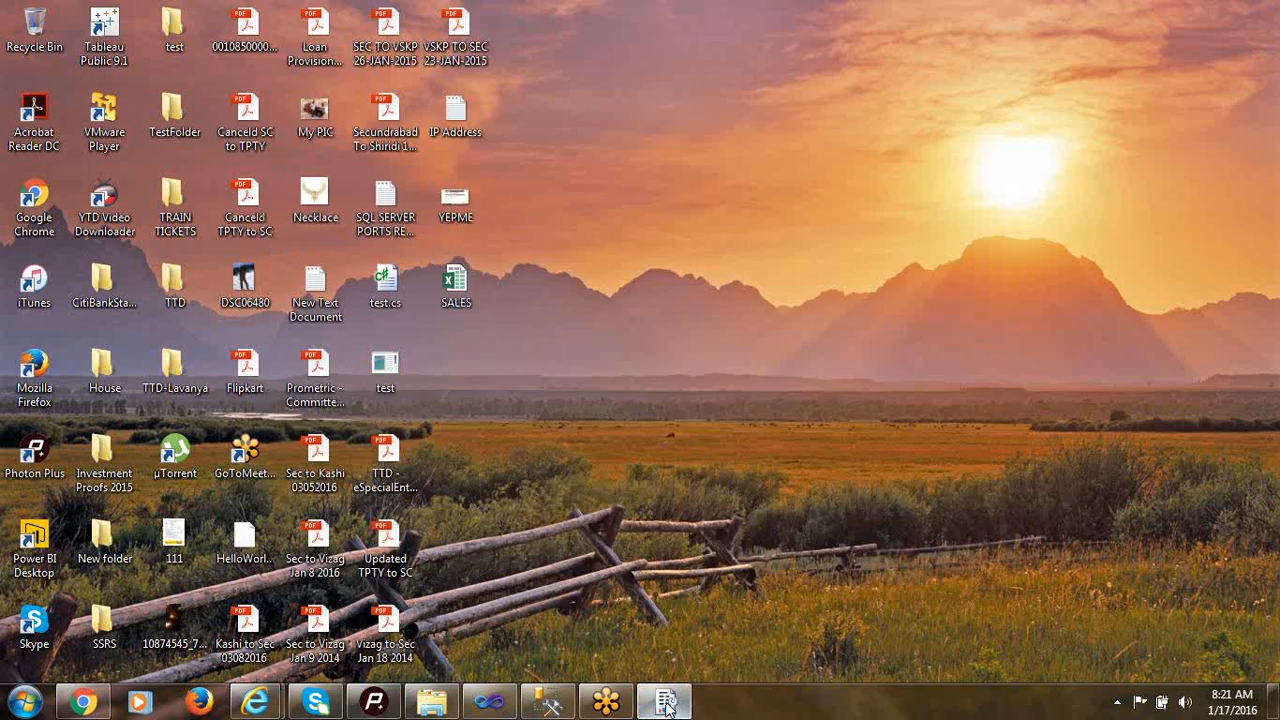 Recycle Bin
Tableau
Public 9.1
test
0010850000...
Loan
Provision...
SEC TO VSKP
26-JAN-2015
VSKP TO SEC
23-JAN-2015
Acrobat
Reader DC
VMware
Player
TestFolder
Canceld SC
to TPTY
My PIC
Secundrabad
To Shiridi 1...
IP Address
Google
Chrome
YTD Video
Downloader
TRAIN
TICKETS
Canceld
TPTY to SC
Necklace
SQL SERVER
PORTS RE...
YEPME
iTunes
CitiBankSta...
TTD
DSC06480
New Text
Document
test.cs
SALES
Mozilla
Firefox
House
TTD-Lavanya
Flipkart
Prometric -
Committe...
test
Photon Plus
Investment
Proofs 2015
µTorrent
GoToMeet...
Sec to Kashi
03052016
TTD -
eSpecialEnt...
Power BI
Desktop
New folder
111
HelloWorl...
Sec to Vizag
Jan 8 2016
Updated
TPTY to SC
Skype
SSRS
10874545_7...
Kashi to Sec
03082016
Sec to Vizag
Jan 9 2014
Vizag to Sec
Jan 18 2014
8:21 AM
1/17/2016